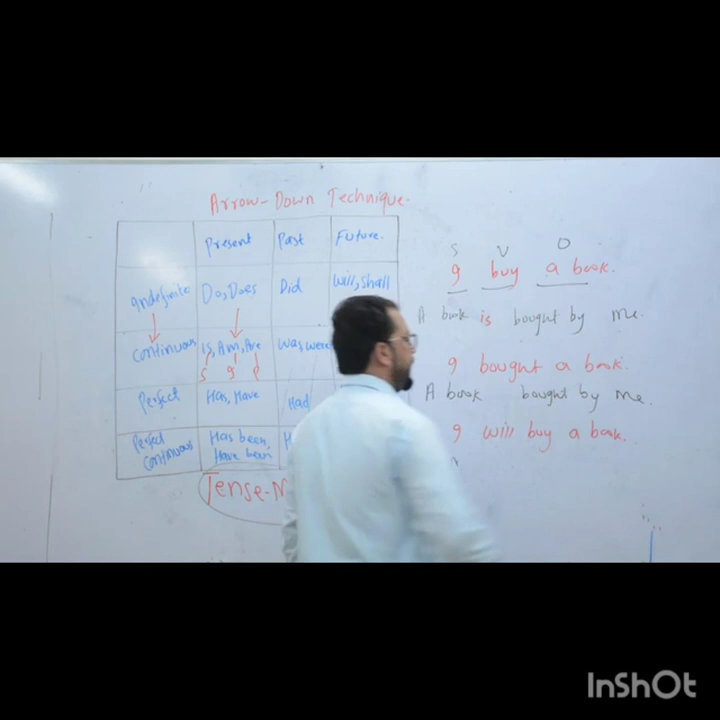 Arrow-Down Technique
Present Past Future
Indefinite Do, Does Did Will, Shall
Continuous Is, Am, Are Was were
S I P
Perfect Has, Have Had
Perfect Continuous Has been, Have been H
Tense-
S V O
I buy a book.
A book is bought by me.
I bought a book.
A book bought by me.
I will buy a book.
InShOt